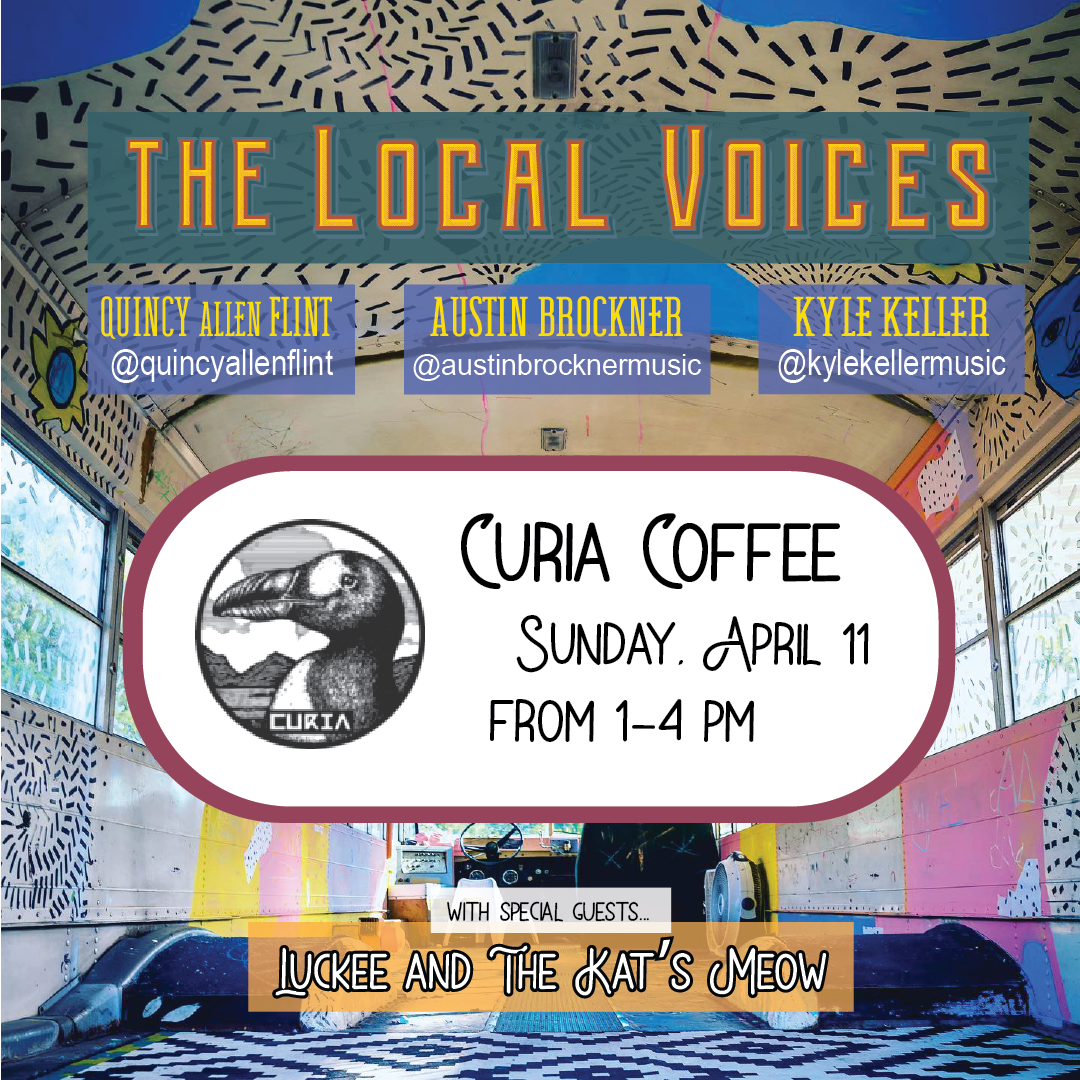 THE LOCAL VOICES
QUINCY ALLEN FLINT
@quincyallenflint
AUSTIN BROCKNER
@austinbrocknermusic
KYLE KELLER
@kylekellermusic
CURIA COFFEE
SUNDAY, APRIL 11
FROM 1-4 PM
CURIA
WITH SPECIAL GUESTS...
LUCKEE AND THE KAT'S MEOW